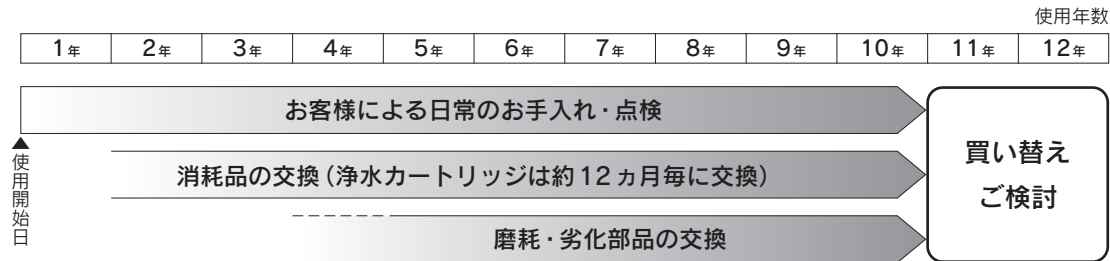 使用年数
1年 2年 3年 4年 5年 6年 7年 8年 9年 10年 11年 12年
お客様による日常のお手入れ・点検
消耗品の交換（浄水カートリッジは約12ヵ月毎に交換）
磨耗・劣化部品の交換
買い替え
ご検討
使用開始日